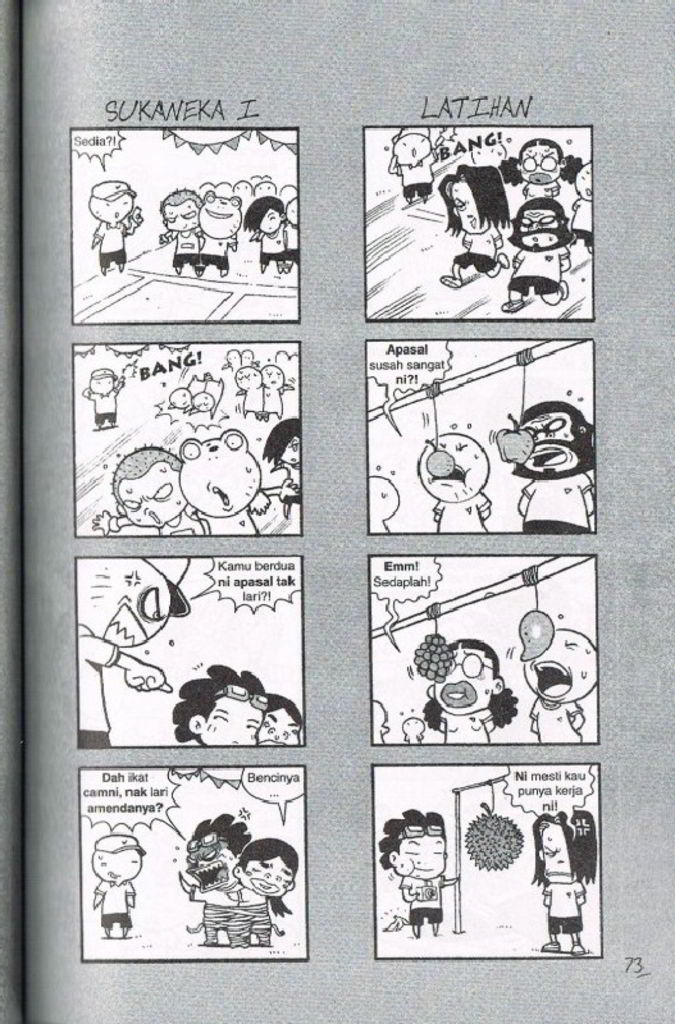 SUKANEKA I
Sedia?!
BANG!
Kamu berdua
ni apasal tak
lari?!
Dah ikat
camni, nak lari
amendanya?
Bencinya
...
LATIHAN
BANG!
Apasal
susah sangat
ni?!
Emm!
Sedaplah!
Ni mesti kau
punya kerja
ni!
73